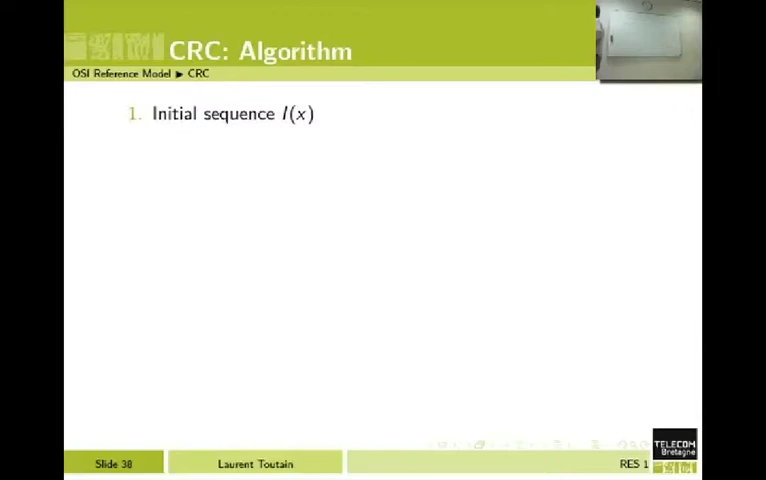 CRC: Algorithm
OSI Reference Model ▶ CRC
1. Initial sequence I(x)
TELECOM
Bretagne
Slide 38
Laurent Toutain
RES 1